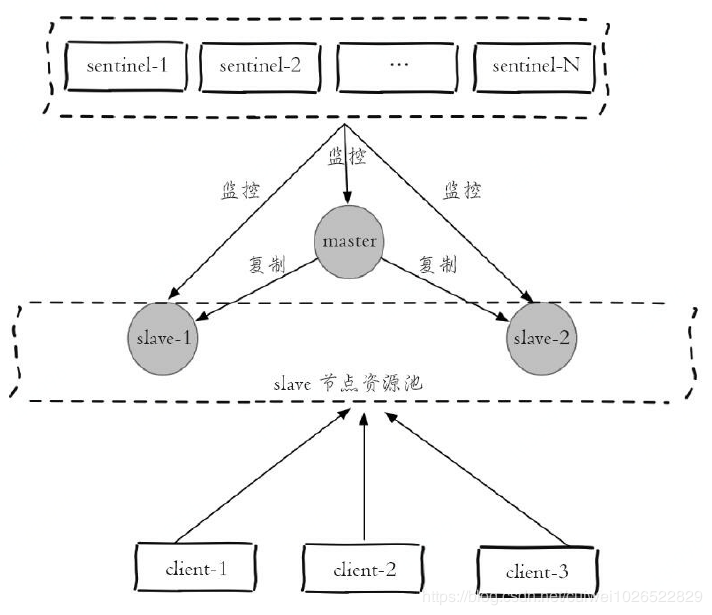 sentinel-1
sentinel-2
...
sentinel-N
监控
监控
监控
master
复制
复制
slave-1
slave-2
slave 节点资源池
client-1
client-2
client-3
https://blog.csdn.net/cunwei1026522829